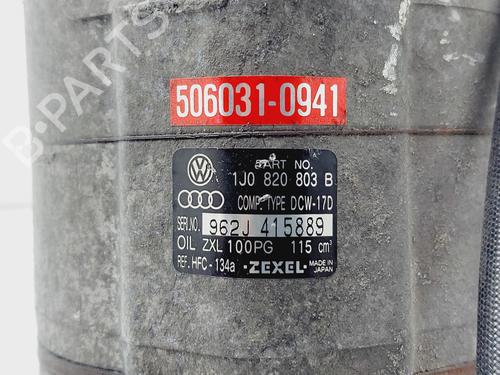 B-PARTS
506031-0941
PART NO.
1J0 820 803 B
COMP. TYPE DCW-17D
SERI.NO. 962J 415889
OIL ZXL 100PG 115 cm³
REF. HFC-134a ·ZEXEL· MADE IN JAPAN